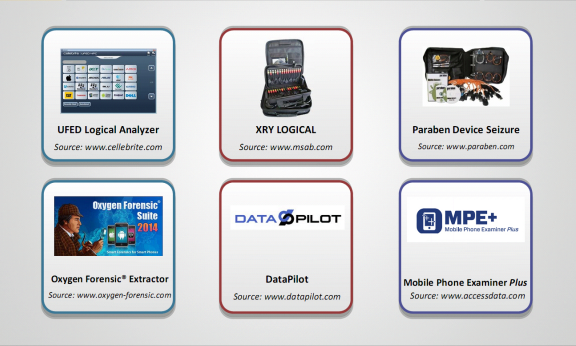 UFED Logical Analyzer
Source: www.cellebrite.com
XRY LOGICAL
Source: www.msab.com
Paraben Device Seizure
Source: www.paraben.com
Oxygen Forensic®
Suite
2014
Oxygen Forensic® Extractor
Source: www.oxygen-forensic.com
DATA PILOT
DataPilot
Source: www.datapilot.com
MPE+
Mobile Phone Examiner Plus
Mobile Phone Examiner Plus
Source: www.accessdata.com